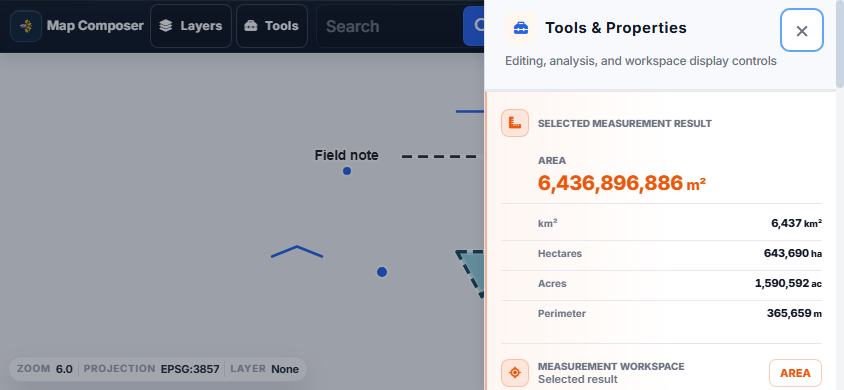 Map Composer
Layers
Tools
Search
Tools & Properties
Editing, analysis, and workspace display controls
SELECTED MEASUREMENT RESULT
AREA
6,436,896,886 m²
km² 6,437 km²
Hectares 643,690 ha
Acres 1,590,592 ac
Perimeter 365,659 m
MEASUREMENT WORKSPACE
Selected result
AREA
Field note
ZOOM 6.0 PROJECTION EPSG:3857 LAYER None